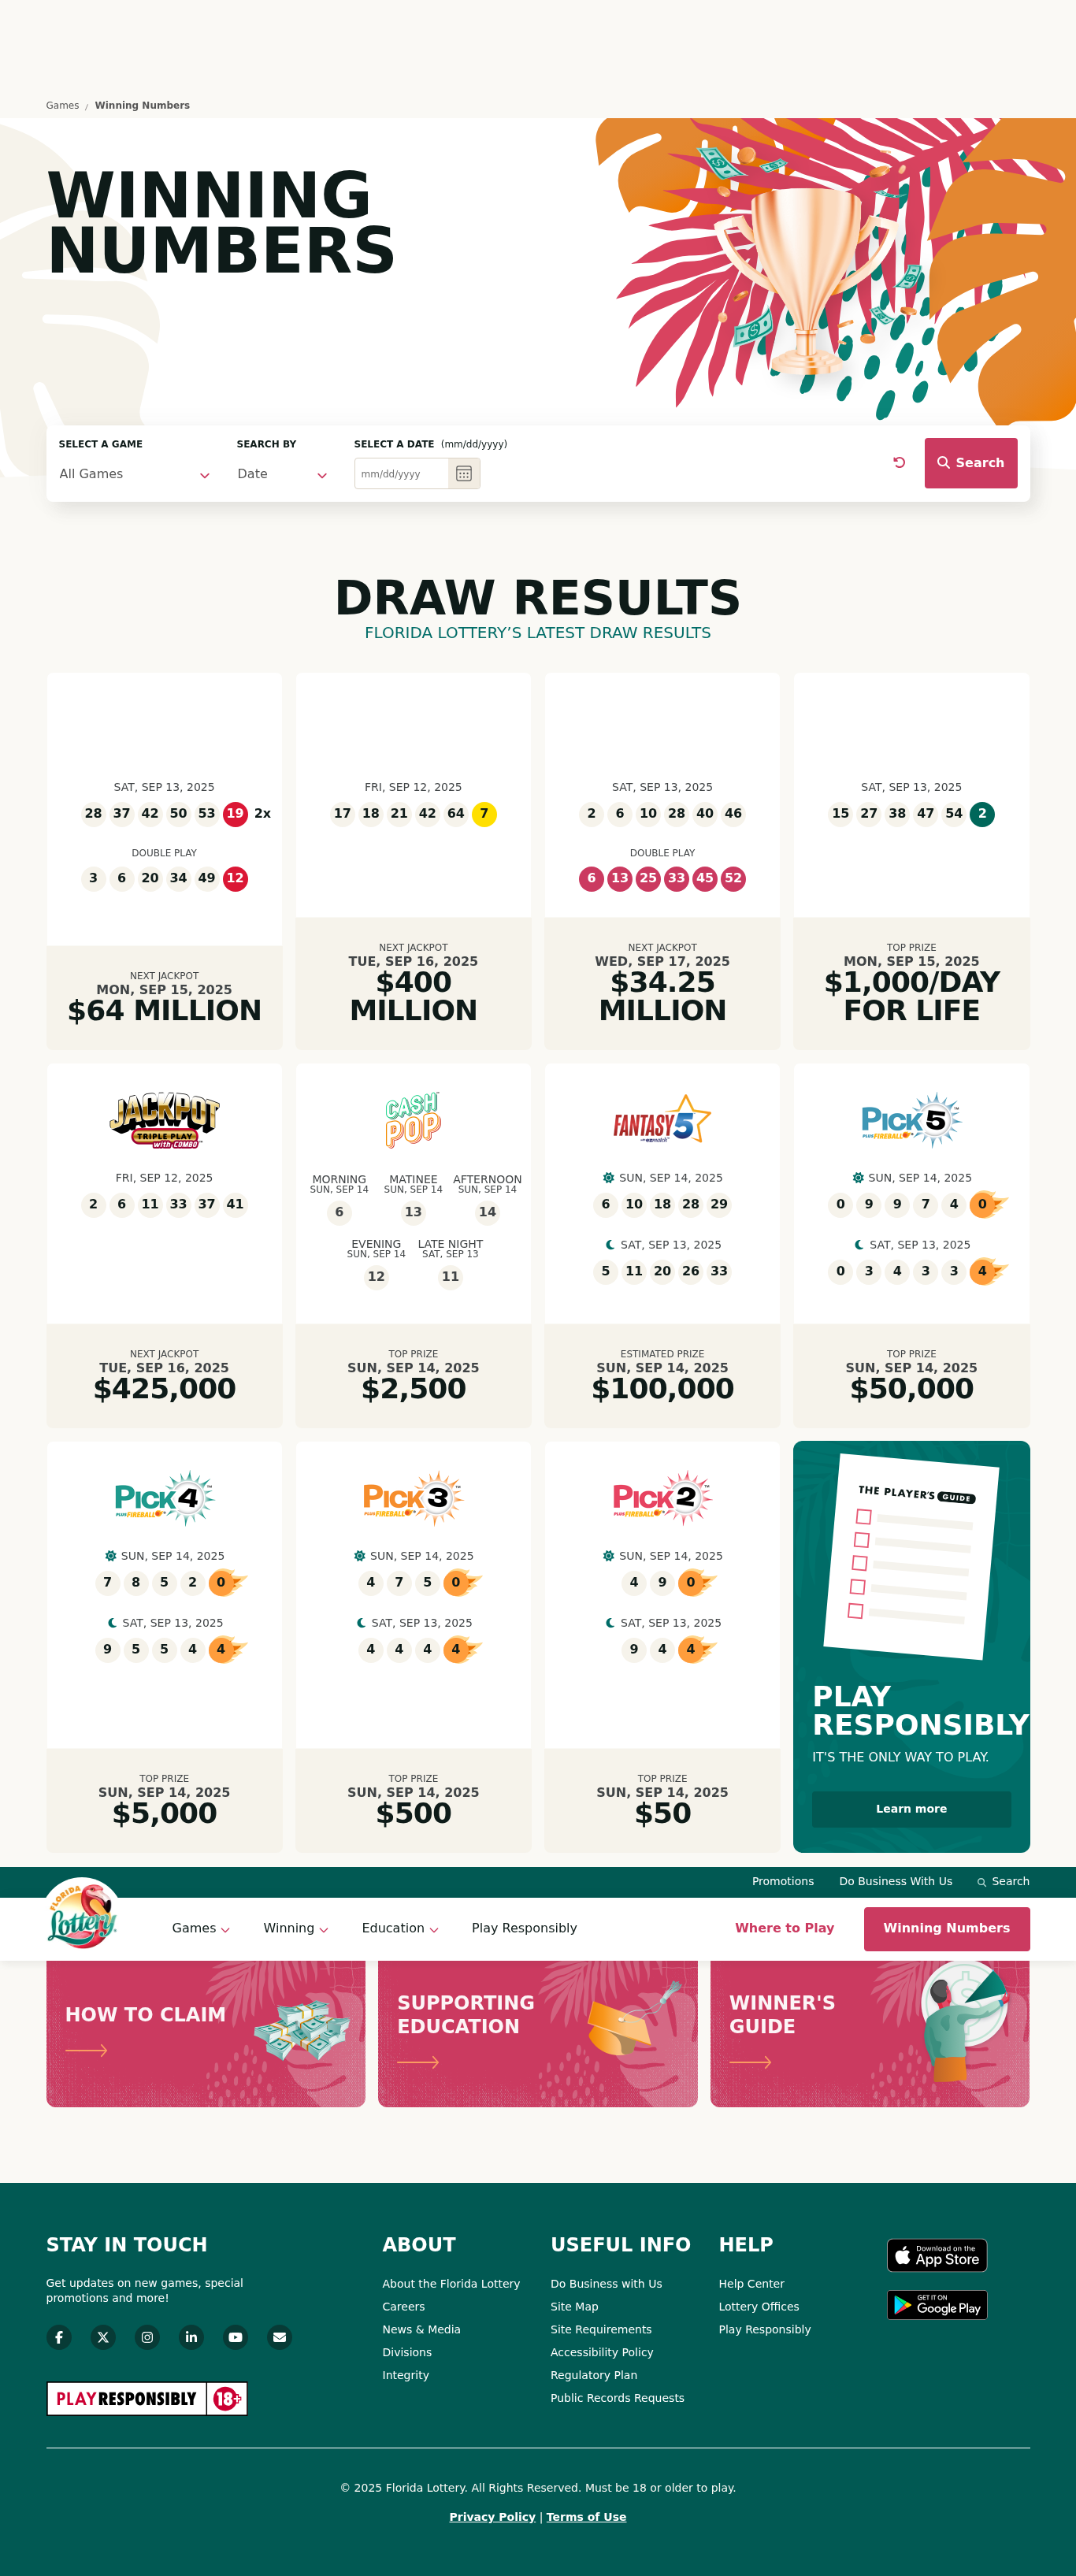 Games / Winning Numbers
WINNING
NUMBERS
SELECT A GAME
All Games
SEARCH BY
Date
SELECT A DATE (mm/dd/yyyy)
mm/dd/yyyy
Search
DRAW RESULTS
FLORIDA LOTTERY’S LATEST DRAW RESULTS
SAT, SEP 13, 2025
28 37 42 50 53 19 2x
DOUBLE PLAY
3 6 20 34 49 12
NEXT JACKPOT
MON, SEP 15, 2025
$64 MILLION
FRI, SEP 12, 2025
17 18 21 42 64 7
NEXT JACKPOT
TUE, SEP 16, 2025
$400
MILLION
SAT, SEP 13, 2025
2 6 10 28 40 46
DOUBLE PLAY
6 13 25 33 45 52
NEXT JACKPOT
WED, SEP 17, 2025
$34.25
MILLION
SAT, SEP 13, 2025
15 27 38 47 54 2
TOP PRIZE
MON, SEP 15, 2025
$1,000/DAY
FOR LIFE
JACKPOT
TRIPLE PLAY
with COMBO
FRI, SEP 12, 2025
2 6 11 33 37 41
NEXT JACKPOT
TUE, SEP 16, 2025
$425,000
CASH
POP
MORNING MATINEE AFTERNOON
SUN, SEP 14 SUN, SEP 14 SUN, SEP 14
6 13 14
EVENING LATE NIGHT
SUN, SEP 14 SAT, SEP 13
12 11
TOP PRIZE
SUN, SEP 14, 2025
$2,500
FANTASY 5
with EZmatch
SUN, SEP 14, 2025
6 10 18 28 29
SAT, SEP 13, 2025
5 11 20 26 33
ESTIMATED PRIZE
SUN, SEP 14, 2025
$100,000
PICK 5
PLUS FIREBALL
SUN, SEP 14, 2025
0 9 9 7 4 0
SAT, SEP 13, 2025
0 3 4 3 3 4
TOP PRIZE
SUN, SEP 14, 2025
$50,000
PICK 4
PLUS FIREBALL
SUN, SEP 14, 2025
7 8 5 2 0
SAT, SEP 13, 2025
9 5 5 4 4
TOP PRIZE
SUN, SEP 14, 2025
$5,000
PICK 3
PLUS FIREBALL
SUN, SEP 14, 2025
4 7 5 0
SAT, SEP 13, 2025
4 4 4 4
TOP PRIZE
SUN, SEP 14, 2025
$500
PICK 2
PLUS FIREBALL
SUN, SEP 14, 2025
4 9 0
SAT, SEP 13, 2025
9 4 4
TOP PRIZE
SUN, SEP 14, 2025
$50
THE PLAYER'S GUIDE
PLAY
RESPONSIBLY
IT'S THE ONLY WAY TO PLAY.
Learn more
Promotions Do Business With Us Search
FLORIDA
Lottery
Games Winning Education Play Responsibly Where to Play Winning Numbers
HOW TO CLAIM
SUPPORTING
EDUCATION
WINNER'S
GUIDE
STAY IN TOUCH
Get updates on new games, special
promotions and more!
PLAYRESPONSIBLY 18+
ABOUT
About the Florida Lottery
Careers
News & Media
Divisions
Integrity
USEFUL INFO
Do Business with Us
Site Map
Site Requirements
Accessibility Policy
Regulatory Plan
Public Records Requests
HELP
Help Center
Lottery Offices
Play Responsibly
Download on the
App Store
GET IT ON
Google Play
© 2025 Florida Lottery. All Rights Reserved. Must be 18 or older to play.
Privacy Policy | Terms of Use